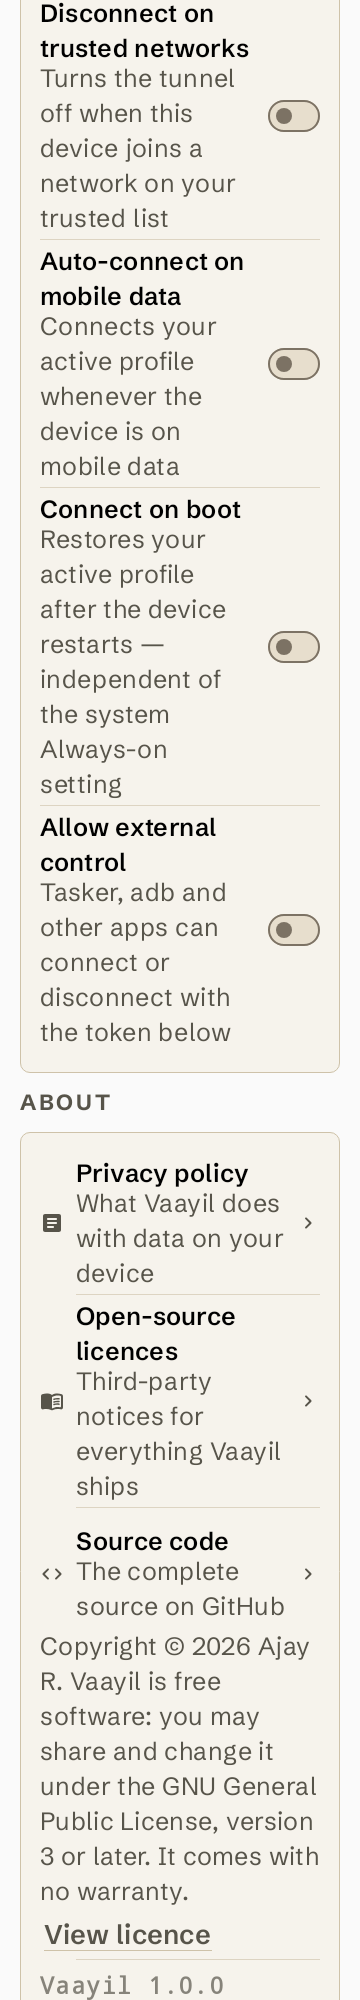 Disconnect on
trusted networks
Turns the tunnel
off when this
device joins a
network on your
trusted list
Auto-connect on
mobile data
Connects your
active profile
whenever the
device is on
mobile data
Connect on boot
Restores your
active profile
after the device
restarts —
independent of
the system
Always-on
setting
Allow external
control
Tasker, adb and
other apps can
connect or
disconnect with
the token below
ABOUT
Privacy policy
What Vaayil does
with data on your
device
Open-source
licences
Third-party
notices for
everything Vaayil
ships
Source code
The complete
source on GitHub
Copyright © 2026 Ajay
R. Vaayil is free
software: you may
share and change it
under the GNU General
Public License, version
3 or later. It comes with
no warranty.
View licence
Vaayil 1.0.0